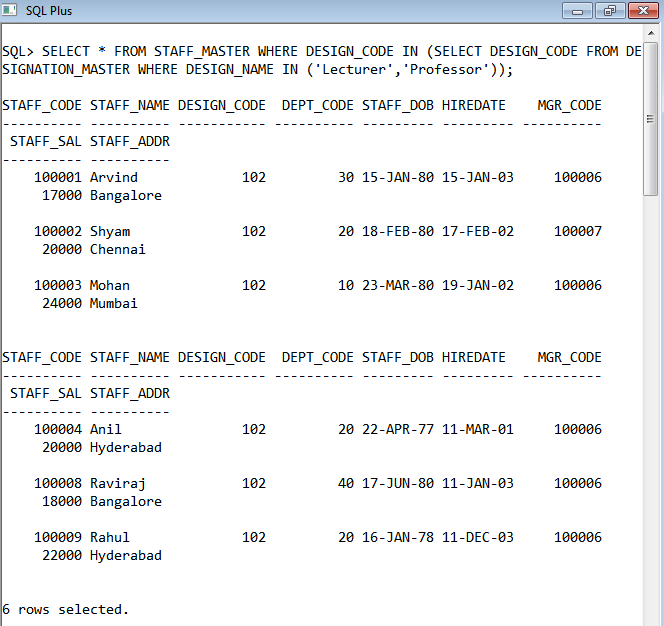 SQL Plus
SQL> SELECT * FROM STAFF_MASTER WHERE DESIGN_CODE IN (SELECT DESIGN_CODE FROM DE
SIGNATION_MASTER WHERE DESIGN_NAME IN ('Lecturer','Professor'));
STAFF_CODE STAFF_NAME DESIGN_CODE  DEPT_CODE STAFF_DOB HIREDATE    MGR_CODE
---------- ---------- ----------- ---------- --------- --------- ----------
 STAFF_SAL STAFF_ADDR
---------- ----------
    100001 Arvind             102         30 15-JAN-80 15-JAN-03     100006
     17000 Bangalore
    100002 Shyam              102         20 18-FEB-80 17-FEB-02     100007
     20000 Chennai
    100003 Mohan              102         10 23-MAR-80 19-JAN-02     100006
     24000 Mumbai
STAFF_CODE STAFF_NAME DESIGN_CODE  DEPT_CODE STAFF_DOB HIREDATE    MGR_CODE
---------- ---------- ----------- ---------- --------- --------- ----------
 STAFF_SAL STAFF_ADDR
---------- ----------
    100004 Anil               102         20 22-APR-77 11-MAR-01     100006
     20000 Hyderabad
    100008 Raviraj            102         40 17-JUN-80 11-JAN-03     100006
     18000 Bangalore
    100009 Rahul              102         20 16-JAN-78 11-DEC-03     100006
     22000 Hyderabad
6 rows selected.